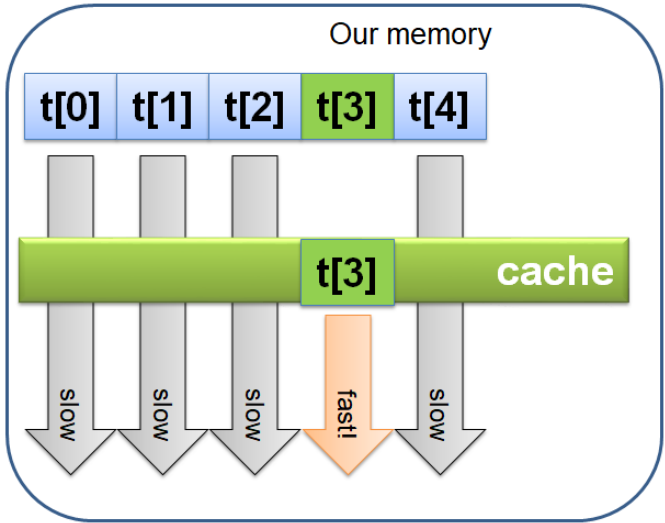 Our memory
t[0] t[1] t[2] t[3] t[4]
t[3] cache
slow slow slow fast! slow